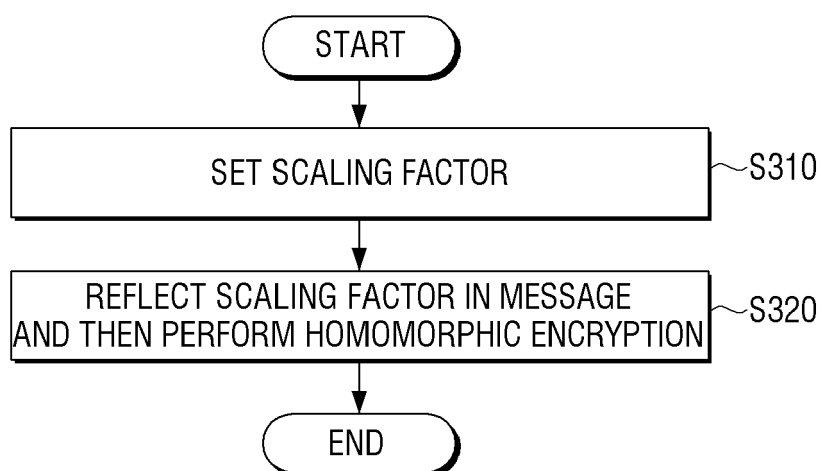 START
SET SCALING FACTOR
S310
REFLECT SCALING FACTOR IN MESSAGE
AND THEN PERFORM HOMOMORPHIC ENCRYPTION
S320
END